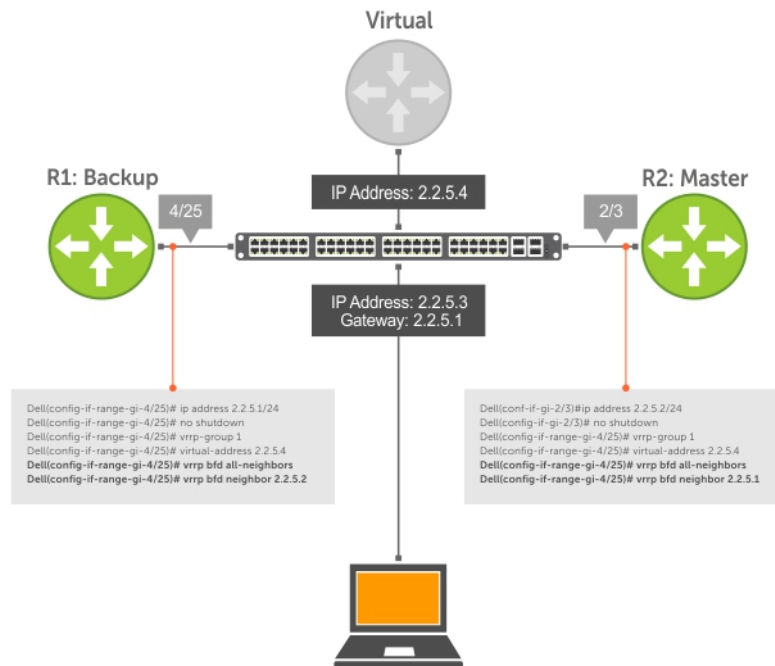 Virtual
R1: Backup
R2: Master
IP Address: 2.2.5.4
4/25
2/3
IP Address: 2.2.5.3
Gateway: 2.2.5.1
Dell(config-if-range-gi-4/25)# ip address 2.2.5.1/24
Dell(config-if-range-gi-4/25)# no shutdown
Dell(config-if-range-gi-4/25)# vrrp-group 1
Dell(config-if-range-gi-4/25)# virtual-address 2.2.5.4
Dell(config-if-range-gi-4/25)# vrrp bfd all-neighbors
Dell(config-if-range-gi-4/25)# vrrp bfd neighbor 2.2.5.2
Dell(conf-if-gi-2/3)#ip address 2.2.5.2/24
Dell(config-if-gi-2/3)# no shutdown
Dell(config-if-range-gi-4/25)# vrrp-group 1
Dell(config-if-range-gi-4/25)# virtual-address 2.2.5.4
Dell(config-if-range-gi-4/25)# vrrp bfd all-neighbors
Dell(config-if-range-gi-4/25)# vrrp bfd neighbor 2.2.5.1